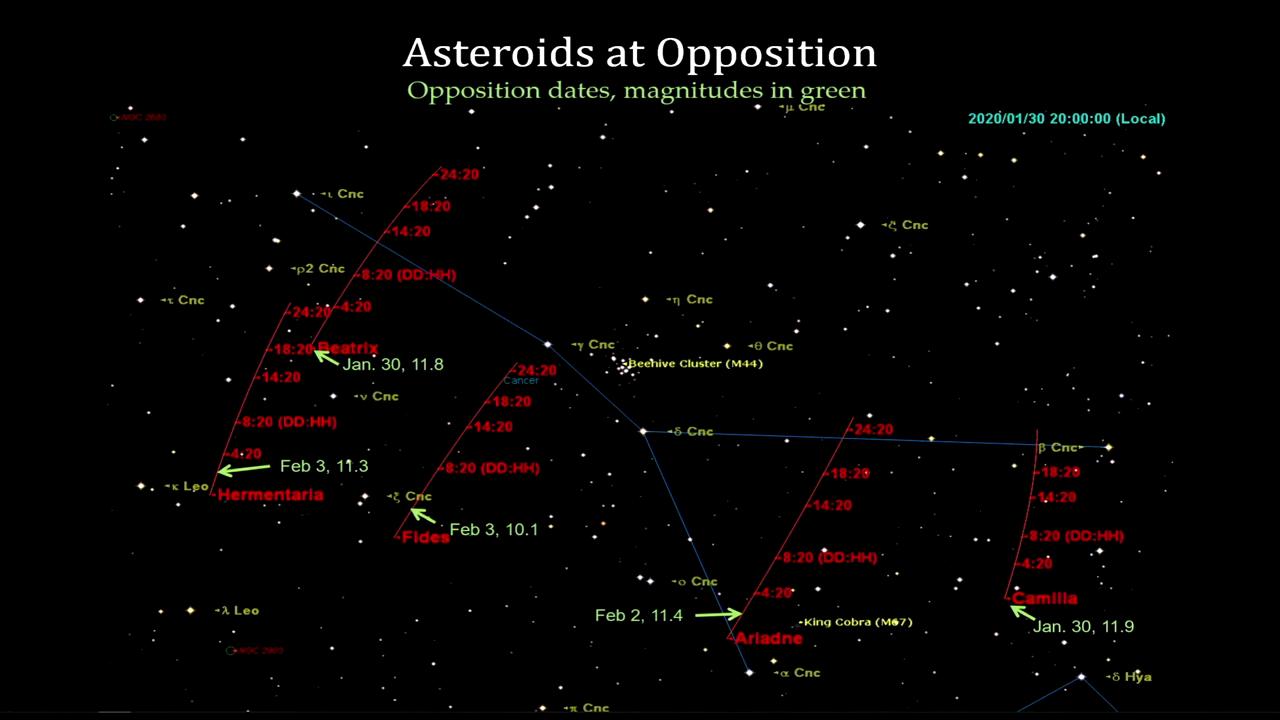 Asteroids at Opposition
Opposition dates, magnitudes in green
μ Cnc
2020/01/30 20:00:00 (Local)
24:20
ι Cnc
18:20
ζ Cnc
14:20
ρ2 Cnc
8:20 (DD:HH)
τ Cnc
η Cnc
24:20
4:20
18:20
Beatrix
γ Cnc
θ Cnc
Jan. 30, 11.8
Beehive Cluster (M44)
24:20
Cancer
14:20
ν Cnc
18:20
8:20 (DD:HH)
14:20
δ Cnc
24:20
β Cnc
4:20
Feb 3, 11.3
8:20 (DD:HH)
18:20
18:20
κ Leo
Hermentaria
ξ Cnc
14:20
14:20
Feb 3, 10.1
Fides
8:20 (DD:HH)
8:20 (DD:HH)
4:20
ο Cnc
4:20
Camilla
λ Leo
Feb 2, 11.4
King Cobra (M67)
Jan. 30, 11.9
Ariadne
α Cnc
δ Hya
π Cnc